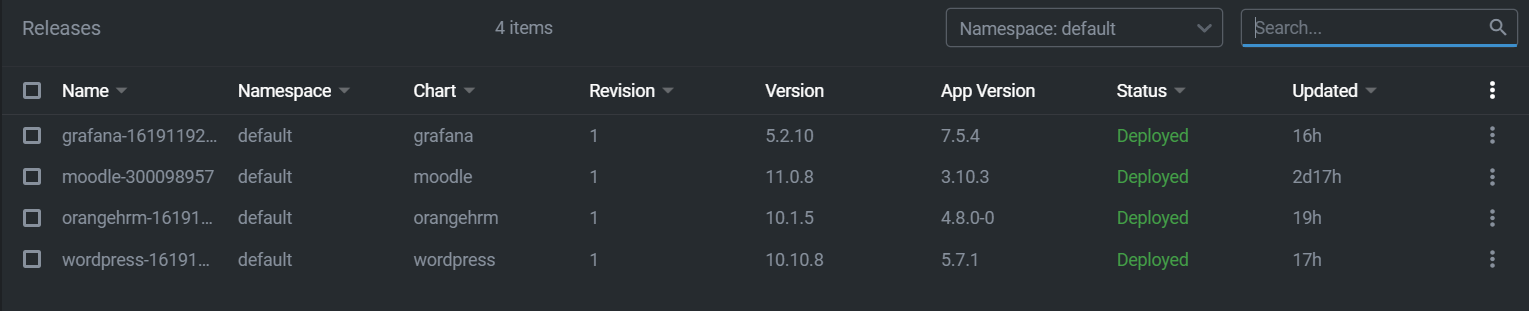 Releases 4 items Namespace: default Search...
Name Namespace Chart Revision Version App Version Status Updated
grafana-16191192... default grafana 1 5.2.10 7.5.4 Deployed 16h
moodle-300098957 default moodle 1 11.0.8 3.10.3 Deployed 2d17h
orangehrm-16191... default orangehrm 1 10.1.5 4.8.0-0 Deployed 19h
wordpress-16191... default wordpress 1 10.10.8 5.7.1 Deployed 17h